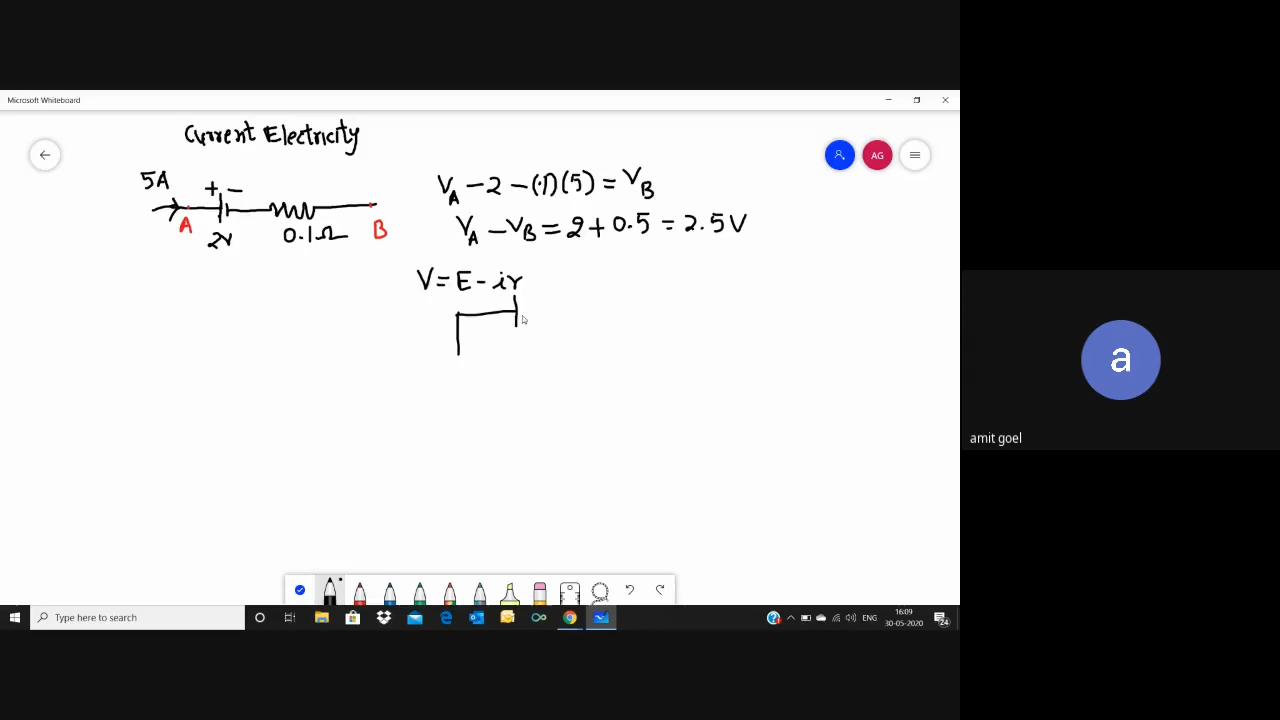 Microsoft Whiteboard
Current Electricity
AG
5A
+ −
A
2V
0.1Ω
B
V_A − 2 − (.1)(5) = V_B
V_A − V_B = 2 + 0.5 = 2.5V
V = E − ir
a
amit goel
Type here to search
ENG
16:09
30-05-2020
24